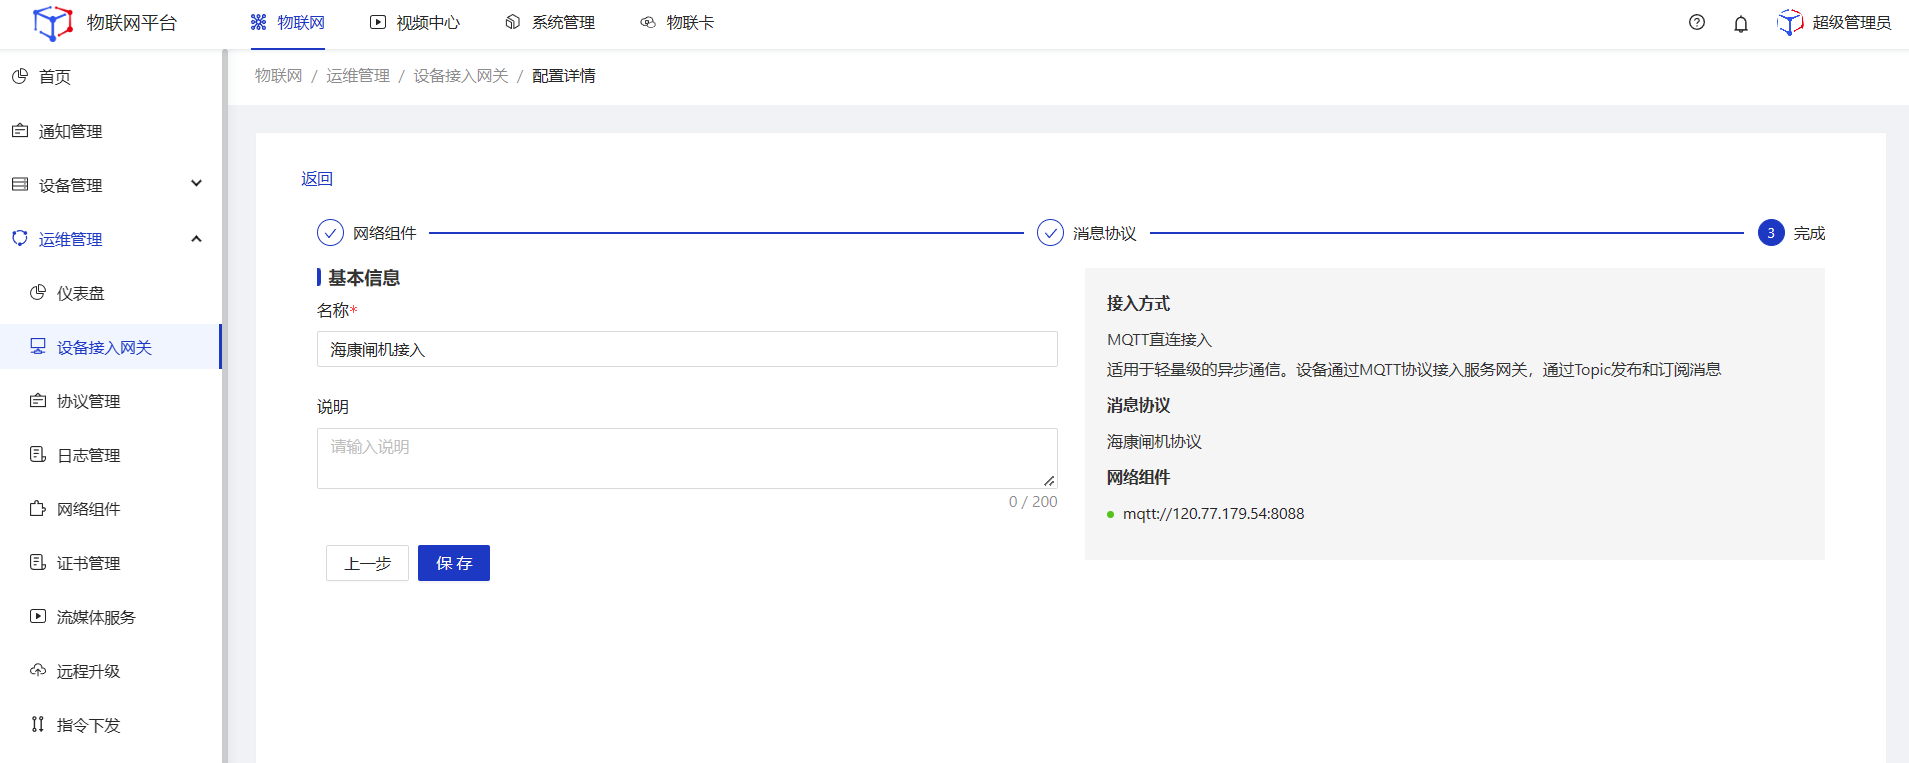 物联网平台
物联网
视频中心
系统管理
物联卡
超级管理员
首页
通知管理
设备管理
运维管理
仪表盘
设备接入网关
协议管理
日志管理
网络组件
证书管理
流媒体服务
远程升级
指令下发
物联网 / 运维管理 / 设备接入网关 / 配置详情
返回
网络组件
消息协议
3 完成
基本信息
名称*
海康闸机接入
说明
请输入说明
0 / 200
上一步
保 存
接入方式
MQTT直连接入
适用于轻量级的异步通信。设备通过MQTT协议接入服务网关，通过Topic发布和订阅消息
消息协议
海康闸机协议
网络组件
mqtt://120.77.179.54:8088